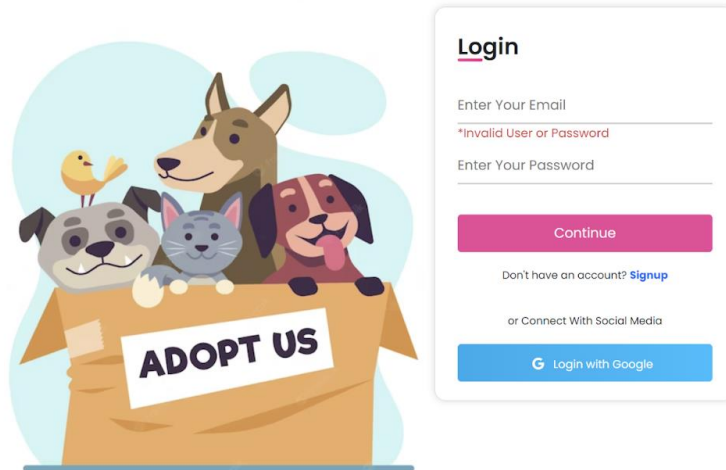 Login
Enter Your Email
*Invalid User or Password
Enter Your Password
Continue
Don't have an account? Signup
or Connect With Social Media
G Login with Google
ADOPT US